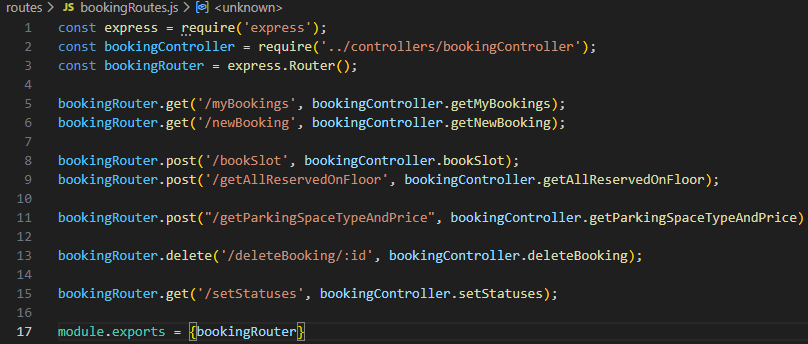 routes > JS bookingRoutes.js > <unknown>
1 const express = require('express');
2 const bookingController = require('../controllers/bookingController');
3 const bookingRouter = express.Router();
4
5 bookingRouter.get('/myBookings', bookingController.getMyBookings);
6 bookingRouter.get('/newBooking', bookingController.getNewBooking);
7
8 bookingRouter.post('/bookSlot', bookingController.bookSlot);
9 bookingRouter.post('/getAllReservedOnFloor', bookingController.getAllReservedOnFloor);
10
11 bookingRouter.post("/getParkingSpaceTypeAndPrice", bookingController.getParkingSpaceTypeAndPrice)
12
13 bookingRouter.delete('/deleteBooking/:id', bookingController.deleteBooking);
14
15 bookingRouter.get('/setStatuses', bookingController.setStatuses);
16
17 module.exports = {bookingRouter}